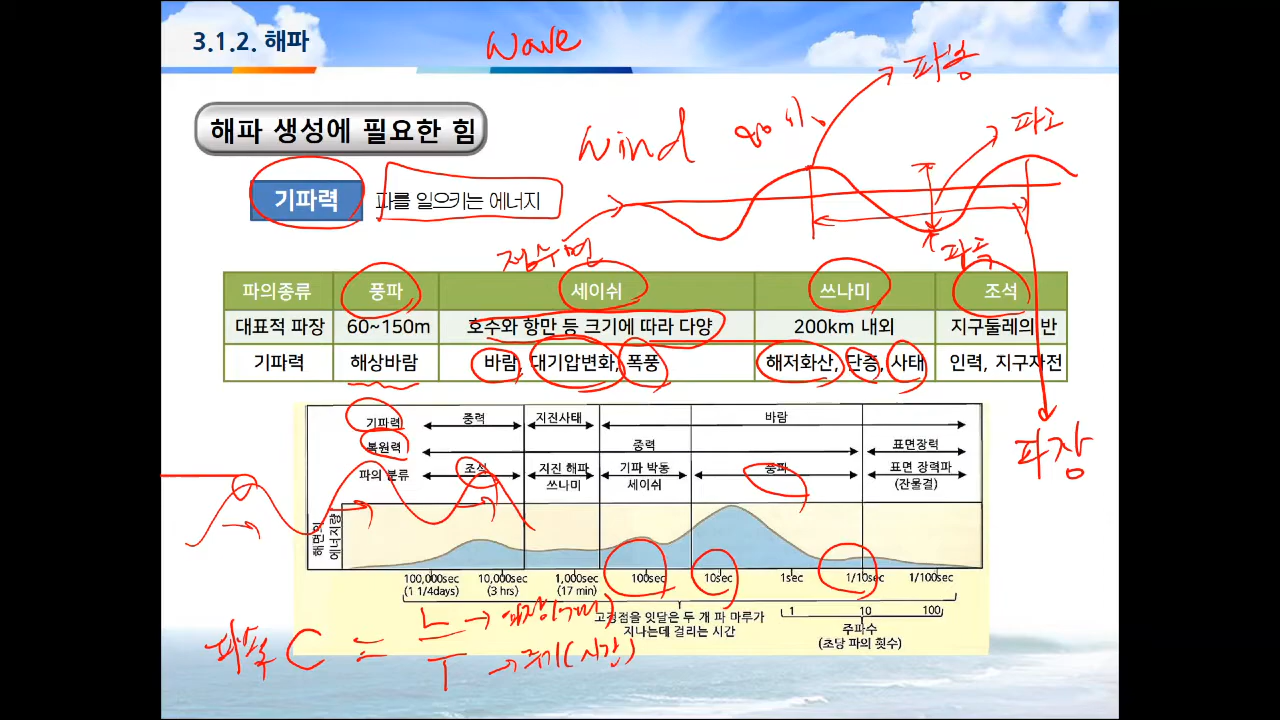 3.1.2. 해파
Wave
해파 생성에 필요한 힘
wind
파봉
파고
기파력 파를 일으키는 에너지
정수면
파의종류 풍파 세이쉬 쓰나미 조석
대표적 파장 60~150m 호수와 항만 등 크기에 따라 다양 200km 내외 지구둘레의 반
기파력 해상바람 바람, 대기압변화, 폭풍 해저화산, 단층, 사태 인력, 지구자전
기파력 중력 지진사태 바람
복원력 중력 표면장력
파의 분류 조석 지진 해파 쓰나미 기파 박동 세이쉬 풍파 표면 장력파 (잔물결)
파장
해면의 에너지량
100,000sec (1 1/4days) 10,000sec (3 hrs) 1,000sec (17 min) 100sec 10sec 1sec 1/10sec 1/100sec
고정점을 잇달은 두 개 파 마루가
지나는데 걸리는 시간
1 10 100
주파수
(초당 파의 횟수)
파속 C = L/T
주기(시간)